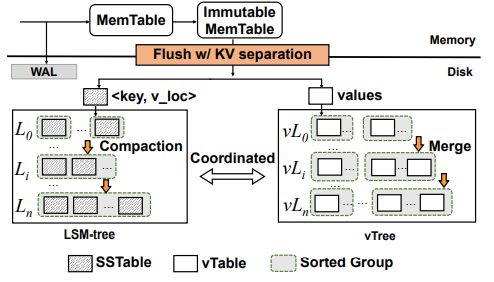 MemTable
Immutable
MemTable
Memory
Flush w/ KV separation
WAL
Disk
<key, v_loc>
values
L0
...
Compaction
...
Li
...
...
Ln
...
LSM-tree
Coordinated
vL0
...
...
...
Merge
vLi
...
...
...
vLn
...
...
...
vTree
SSTable
vTable
Sorted Group